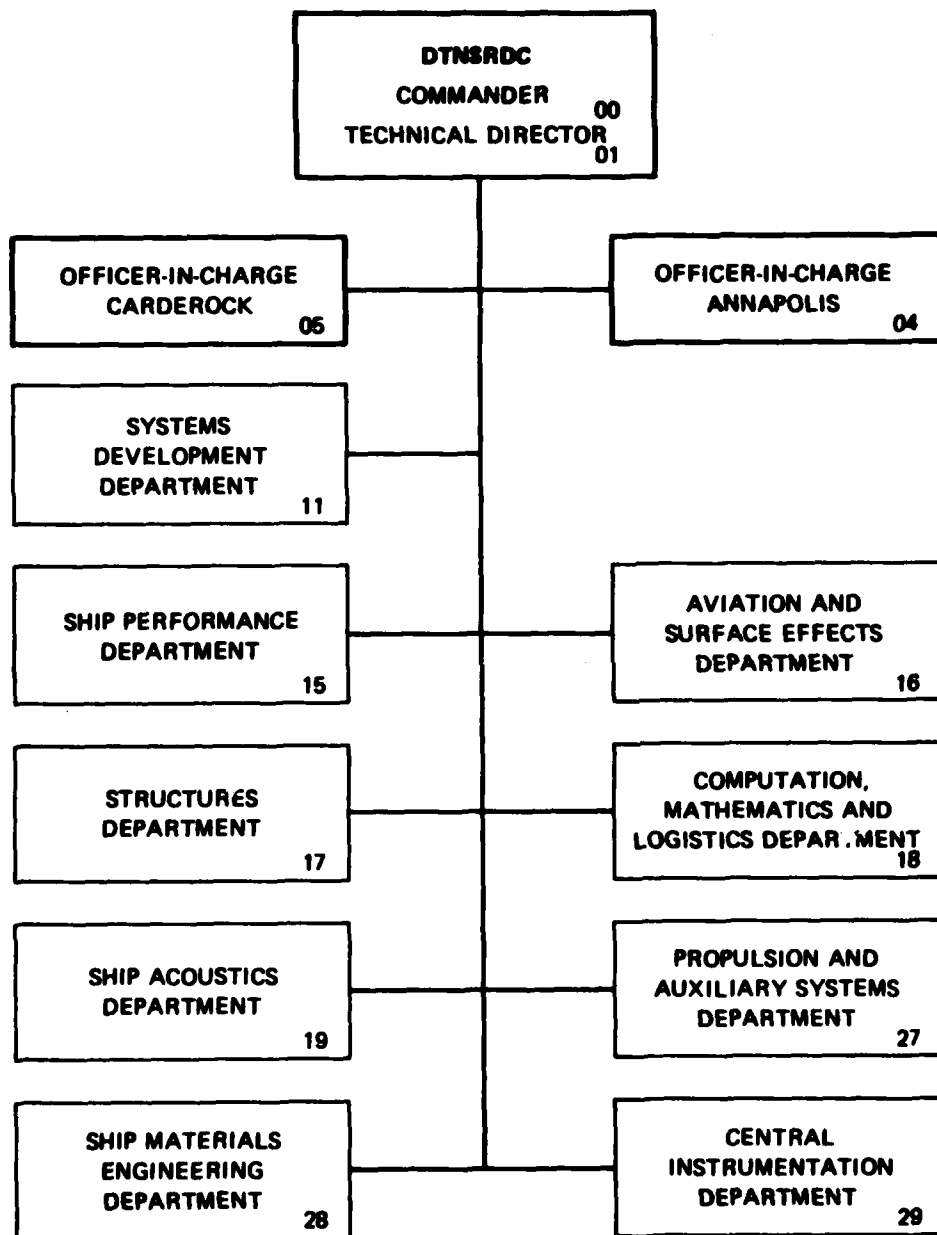 DTNSRDC
COMMANDER
00
TECHNICAL DIRECTOR
01
OFFICER-IN-CHARGE
CARDEROCK
05
OFFICER-IN-CHARGE
ANNAPOLIS
04
SYSTEMS
DEVELOPMENT
DEPARTMENT
11
SHIP PERFORMANCE
DEPARTMENT
15
AVIATION AND
SURFACE EFFECTS
DEPARTMENT
16
STRUCTURES
DEPARTMENT
17
COMPUTATION,
MATHEMATICS AND
LOGISTICS DEPAR.MENT
18
SHIP ACOUSTICS
DEPARTMENT
19
PROPULSION AND
AUXILIARY SYSTEMS
DEPARTMENT
27
SHIP MATERIALS
ENGINEERING
DEPARTMENT
28
CENTRAL
INSTRUMENTATION
DEPARTMENT
29